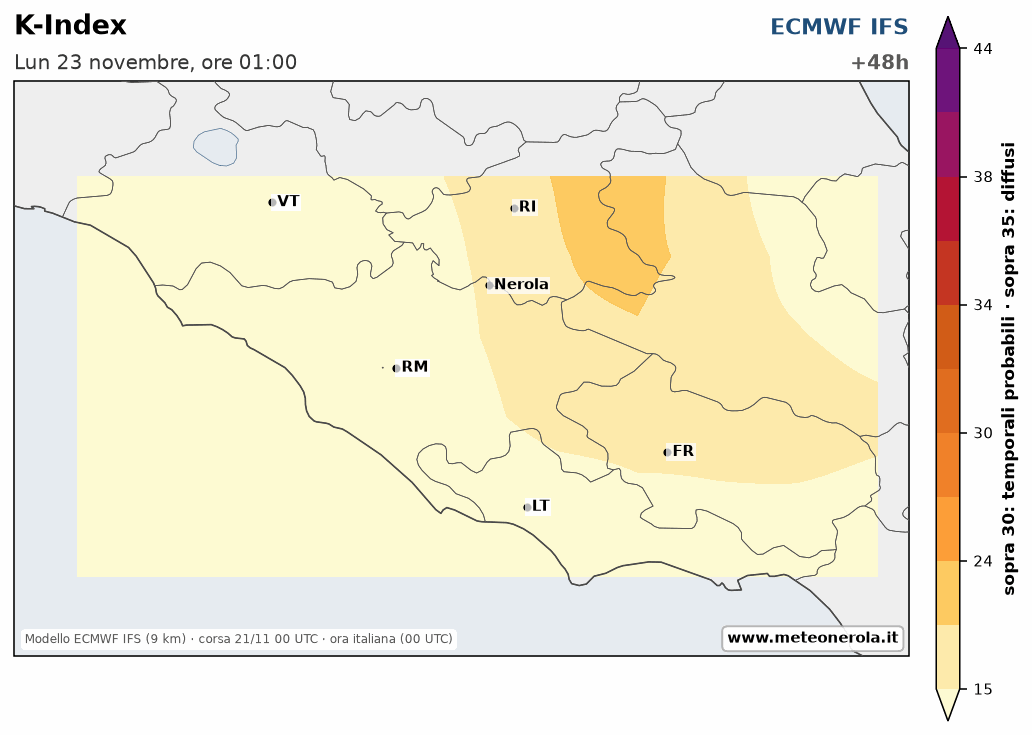 K-Index
ECMWF IFS
Lun 23 novembre, ore 01:00
+48h
VT
RI
Nerola
RM
FR
LT
Modello ECMWF IFS (9 km) · corsa 21/11 00 UTC · ora italiana (00 UTC)
www.meteonerola.it
44
38
34
30
24
15
sopra 30: temporali probabili · sopra 35: diffusi